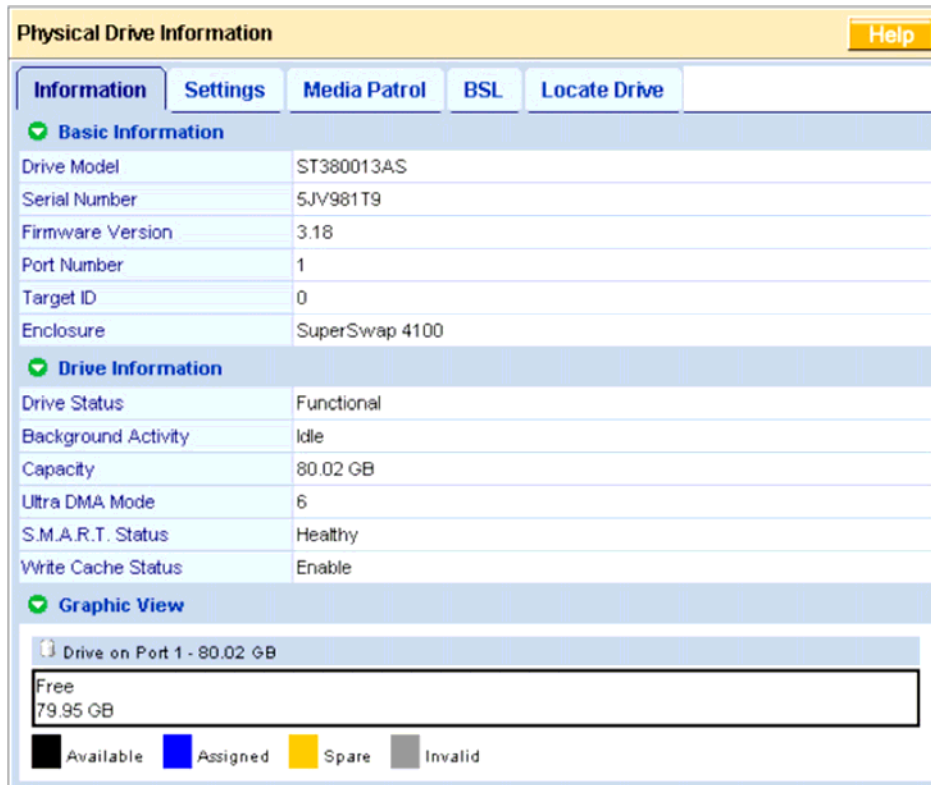 Physical Drive Information Help
Information Settings Media Patrol BSL Locate Drive
Basic Information
Drive Model ST380013AS
Serial Number 5JV981T9
Firmware Version 3.18
Port Number 1
Target ID 0
Enclosure SuperSwap 4100
Drive Information
Drive Status Functional
Background Activity Idle
Capacity 80.02 GB
Ultra DMA Mode 6
S.M.A.R.T. Status Healthy
Write Cache Status Enable
Graphic View
Drive on Port 1 - 80.02 GB
Free
79.95 GB
Available Assigned Spare Invalid